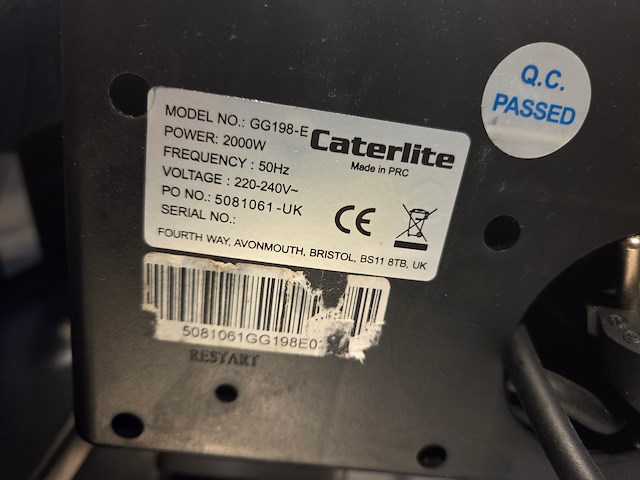 Q.C.
PASSED
MODEL NO.: GG198-E
POWER: 2000W
FREQUENCY : 50Hz
VOLTAGE : 220-240V~
PO NO.: 5081061-UK
SERIAL NO.:
Caterlite
Made in PRC
CE
FOURTH WAY, AVONMOUTH, BRISTOL, BS11 8TB, UK
5081061GG198E0
RESTART